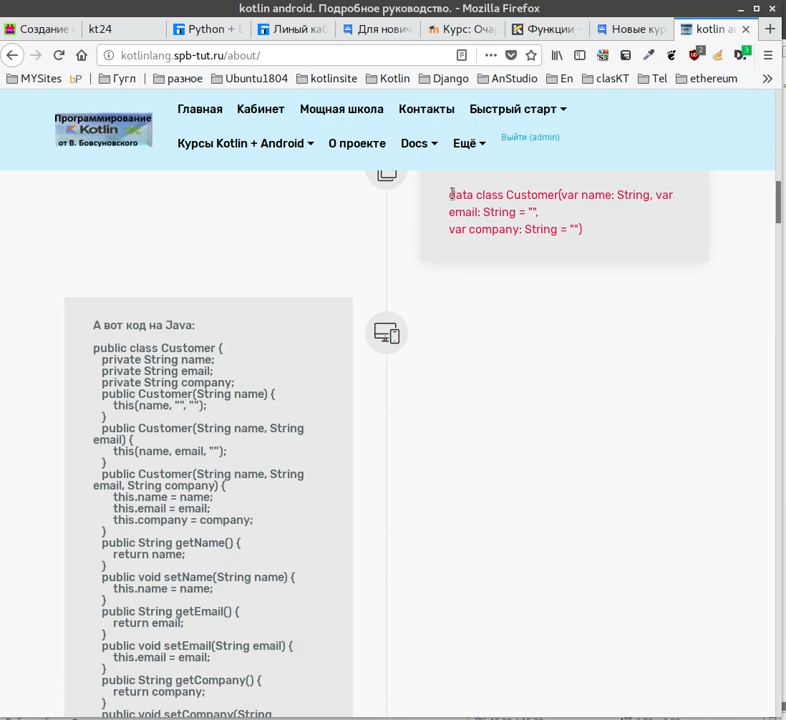 kotlin android. Подробное руководство. - Mozilla Firefox
Создание
kt24
Python +
Линый каб
Для нович
Курс: Оча
Функции
Новые кур
kotlin an
kotlinlang.spb-tut.ru/about/
MYSites
Гугл
разное
Ubuntu1804
kotlinsite
Kotlin
Django
AnStudio
En
clasKT
Tel
ethereum
Программирование
Kotlin
от В. Бовсуновского
Главная Кабинет Мощная школа Контакты Быстрый старт
Курсы Kotlin + Android О проекте Docs Ещё Выйти (admin)
data class Customer(var name: String, var
email: String = "",
var company: String = "")
А вот код на Java:
public class Customer {
private String name;
private String email;
private String company;
public Customer(String name) {
this(name, "", "");
}
public Customer(String name, String
email) {
this(name, email, "");
}
public Customer(String name, String
email, String company) {
this.name = name;
this.email = email;
this.company = company;
}
public String getName() {
return name;
}
public void setName(String name) {
this.name = name;
}
public String getEmail() {
return email;
}
public void setEmail(String email) {
this.email = email;
}
public String getCompany() {
return company;
}
public void setCompany(String